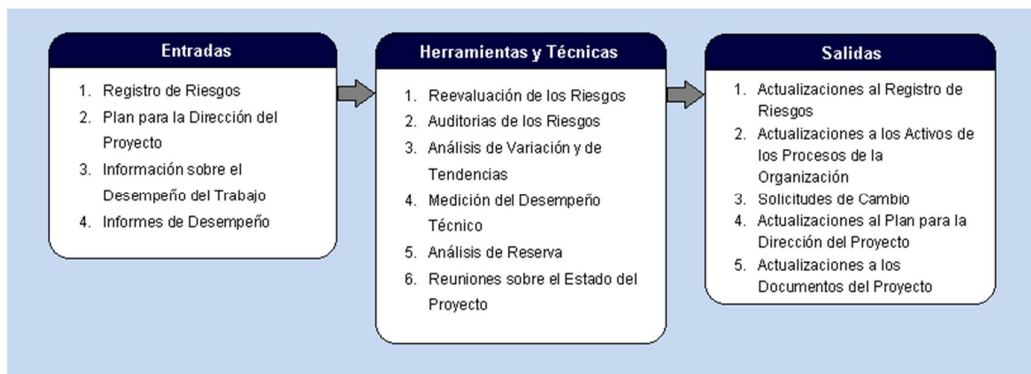 Entradas
1. Registro de Riesgos
2. Plan para la Dirección del
Proyecto
3. Información sobre el
Desempeño del Trabajo
4. Informes de Desempeño
Herramientas y Técnicas
1. Reevaluación de los Riesgos
2. Auditorias de los Riesgos
3. Análisis de Variación y de
Tendencias
4. Medición del Desempeño
Técnico
5. Análisis de Reserva
6. Reuniones sobre el Estado del
Proyecto
Salidas
1. Actualizaciones al Registro de
Riesgos
2. Actualizaciones a los Activos de
los Procesos de la
Organización
3. Solicitudes de Cambio
4. Actualizaciones al Plan para la
Dirección del Proyecto
5. Actualizaciones a los
Documentos del Proyecto